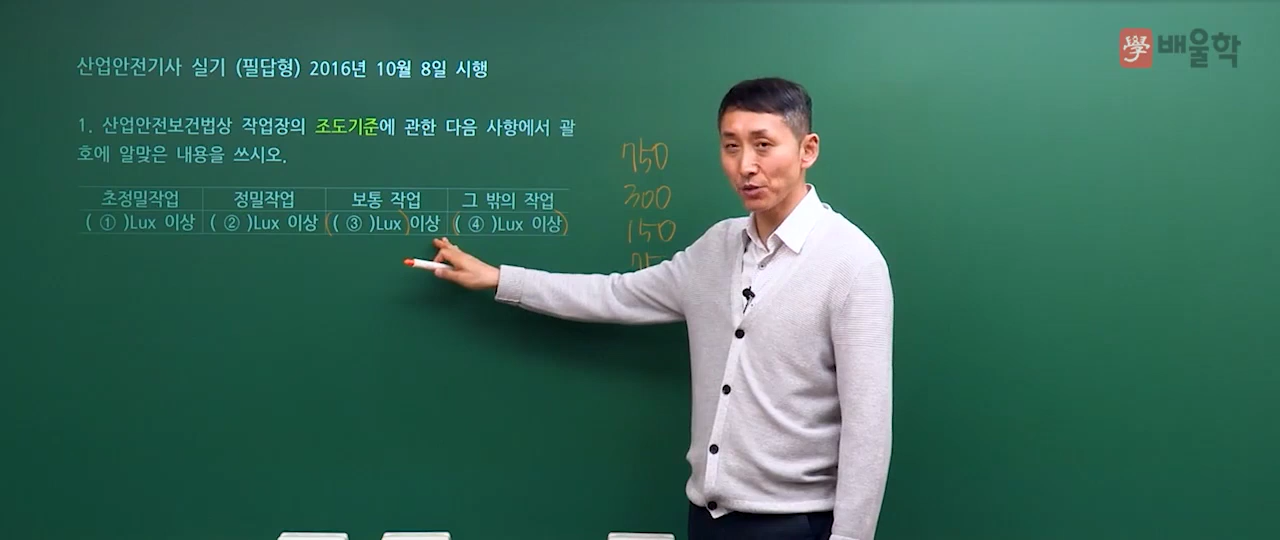 學 배울학
산업안전기사 실기 (필답형) 2016년 10월 8일 시행
1. 산업안전보건법상 작업장의 조도기준에 관한 다음 사항에서 괄
호에 알맞은 내용을 쓰시오.
초정밀작업 정밀작업 보통 작업 그 밖의 작업
( ① )Lux 이상 ( ② )Lux 이상 ( ③ )Lux 이상 ( ④ )Lux 이상
750
300
150